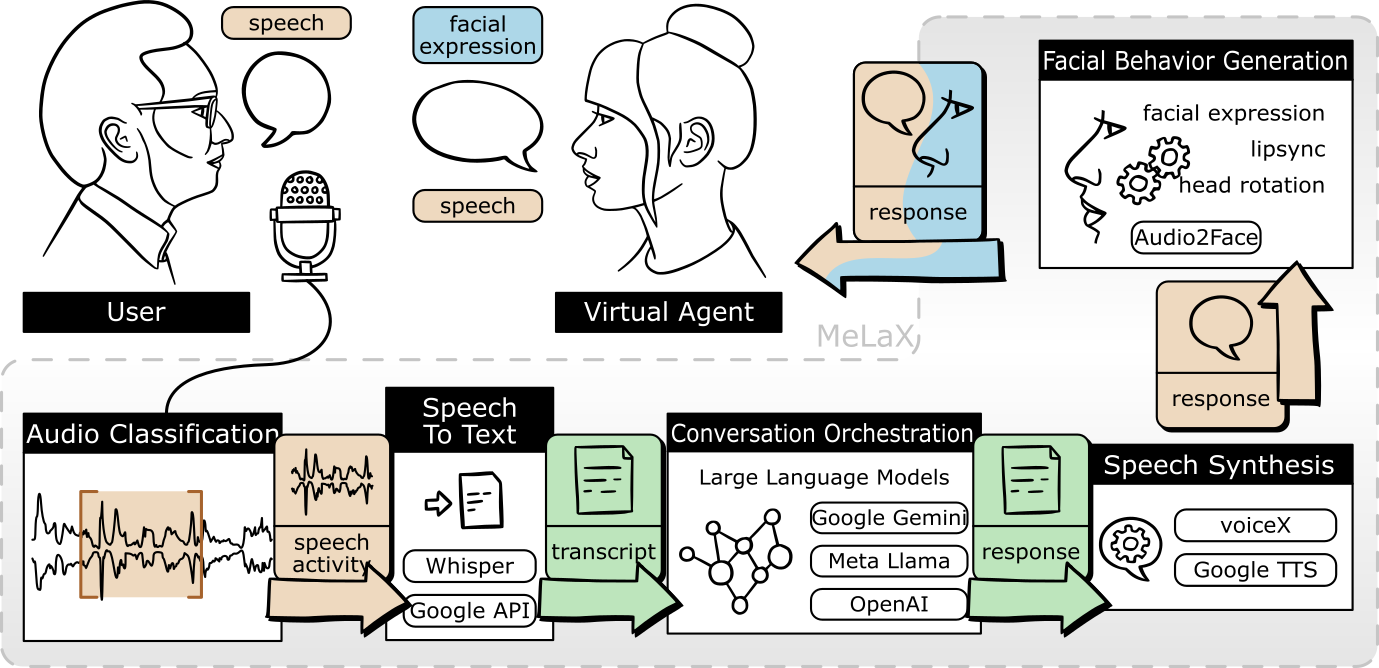 speech
facial
expression
speech
User
Virtual Agent
response
MeLaX
Facial Behavior Generation
facial expression
lipsync
head rotation
Audio2Face
response
Audio Classification
speech
activity
Speech
To Text
Whisper
Google API
transcript
Conversation Orchestration
Large Language Models
Google Gemini
Meta Llama
OpenAI
response
Speech Synthesis
voiceX
Google TTS